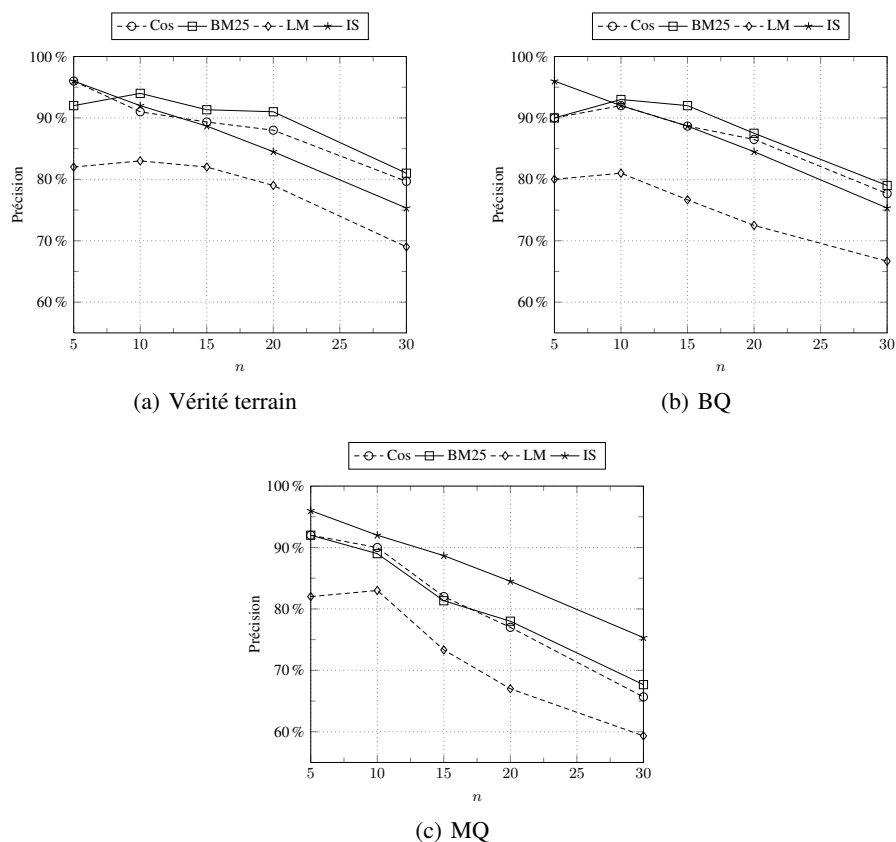 Cos BM25 LM IS
Cos BM25 LM IS
100 %
90 %
80 %
70 %
60 %
Précision
5 10 15 20 25 30
n
(a) Vérité terrain
100 %
90 %
80 %
70 %
60 %
Précision
5 10 15 20 25 30
n
(b) BQ
Cos BM25 LM IS
100 %
90 %
80 %
70 %
60 %
Précision
5 10 15 20 25 30
n
(c) MQ